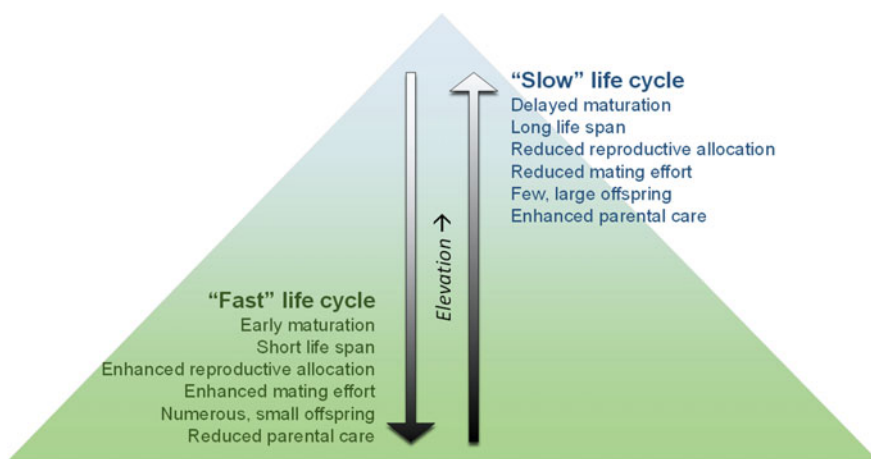 “Slow” life cycle
Delayed maturation
Long life span
Reduced reproductive allocation
Reduced mating effort
Few, large offspring
Enhanced parental care
Elevation →
“Fast” life cycle
Early maturation
Short life span
Enhanced reproductive allocation
Enhanced mating effort
Numerous, small offspring
Reduced parental care